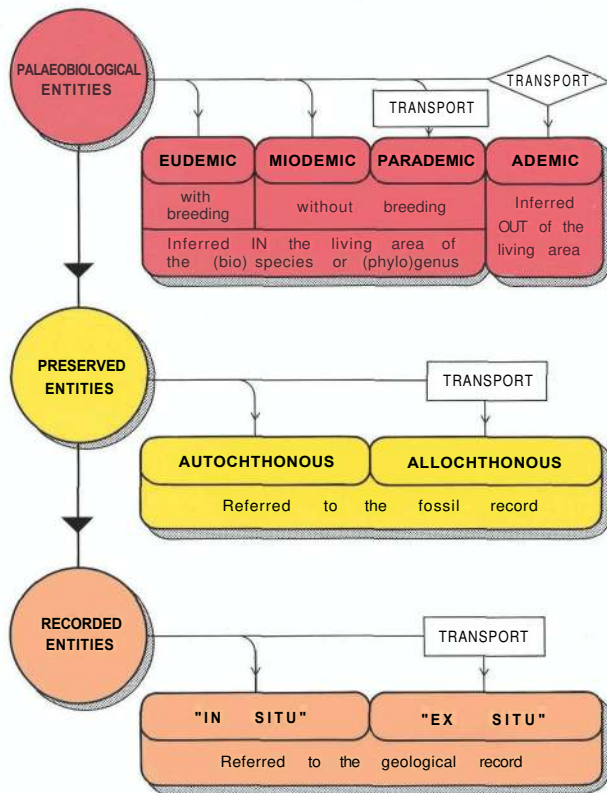 PALAEOBIOLOGICAL
ENTITIES
TRANSPORT
TRANSPORT
EUDEMIC
MIODEMIC
PARADEMIC
ADEMIC
with
breeding
without breeding
Inferred IN the living area of
the (bio) species or (phylo)genus
Inferred
OUT of the
living area
PRESERVED
ENTITIES
TRANSPORT
AUTOCHTHONOUS
ALLOCHTHONOUS
Referred to the fossil record
RECORDED
ENTITIES
TRANSPORT
"IN SITU"
"EX SITU"
Referred to the geological record